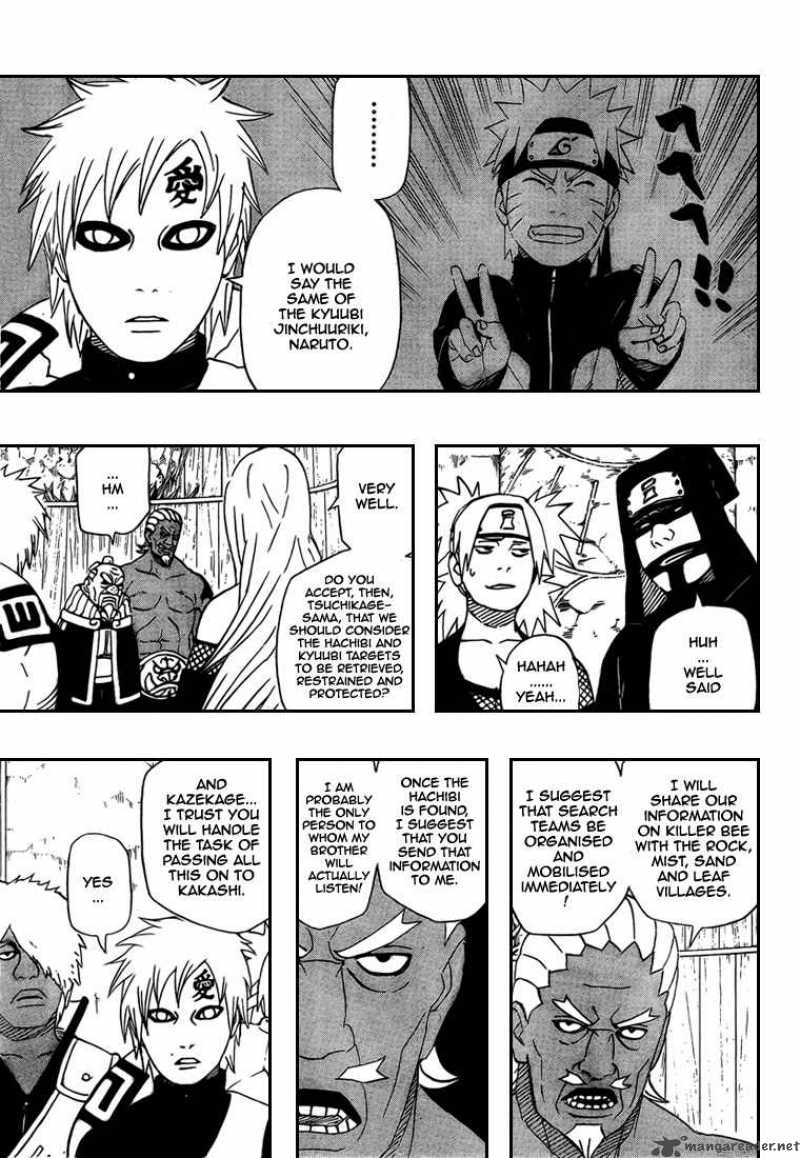 へへへ!!
………
I WOULD
SAY THE
SAME OF
THE KYUUBI
JINCHUURIKI,
NARUTO.
愛
HUH
...
WELL
SAID
HAHAH
......
YEAH...
VERY
WELL.
DO YOU
ACCEPT, THEN,
TSUCHIKAGE-
SAMA, THAT WE
SHOULD CONSIDER
THE HACHIBI AND
KYUUBI TARGETS
TO BE RETRIEVED,
RESTRAINED AND
PROTECTED?
...
HM
...
I WILL
SHARE OUR
INFORMATION
ON KILLER BEE
WITH THE ROCK,
MIST, SAND
AND LEAF
VILLAGES.
I SUGGEST
THAT SEARCH
TEAMS BE
ORGANISED
AND
MOBILISED
IMMEDIATELY
!
ONCE THE
HACHIBI
IS FOUND,
I SUGGEST
THAT YOU
SEND THAT
INFORMATION
TO ME.
I AM
PROBABLY
THE ONLY
PERSON TO
WHOM MY
BROTHER
WILL
ACTUALLY
LISTEN!
AND
KAZEKAGE...
I TRUST YOU
WILL HANDLE
THE TASK OF
PASSING ALL
THIS ON TO
KAKASHI.
YES
...
愛
mangareader.net